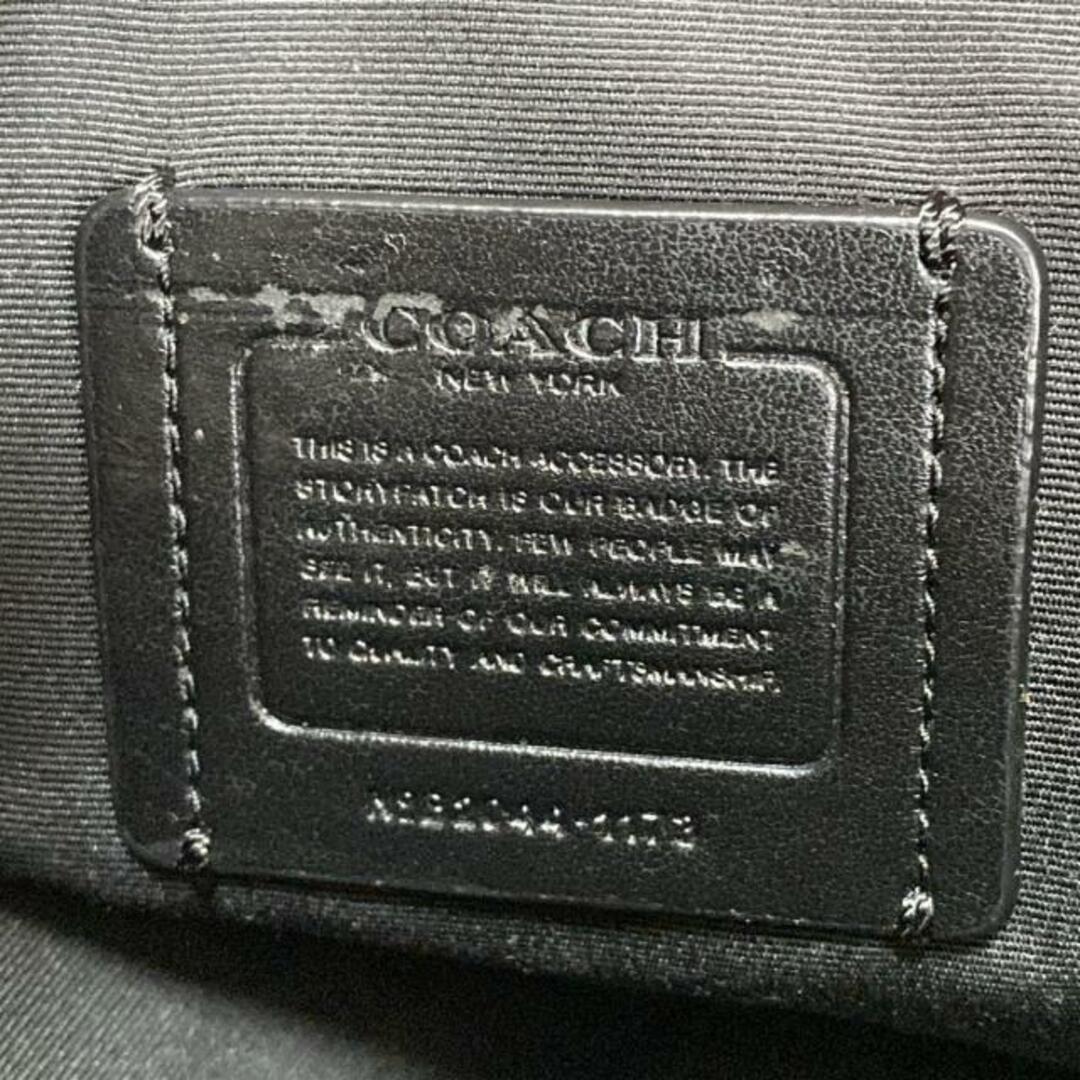 COACH
NEW YORK
THIS IS A COACH ACCESSORY. THE
STORYPATCH IS OUR BADGE OF
AUTHENTICITY. FEW PEOPLE MAY
SEE IT, BUT IT WILL ALWAYS BE A
REMINDER OF OUR COMMITMENT
TO QUALITY AND CRAFTSMANSHIP.